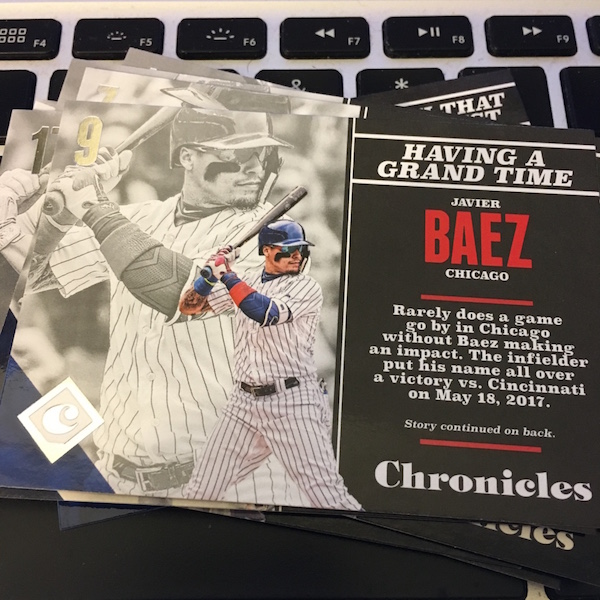 F4
F5
F6
F7
F8
F9
&
*
THAT
9
HAVING A
GRAND TIME
JAVIER
BAEZ
CHICAGO
Rarely does a game
go by in Chicago
without Baez making
an impact. The infielder
put his name all over
a victory vs. Cincinnati
on May 18, 2017.
Story continued on back.
C
Chronicles